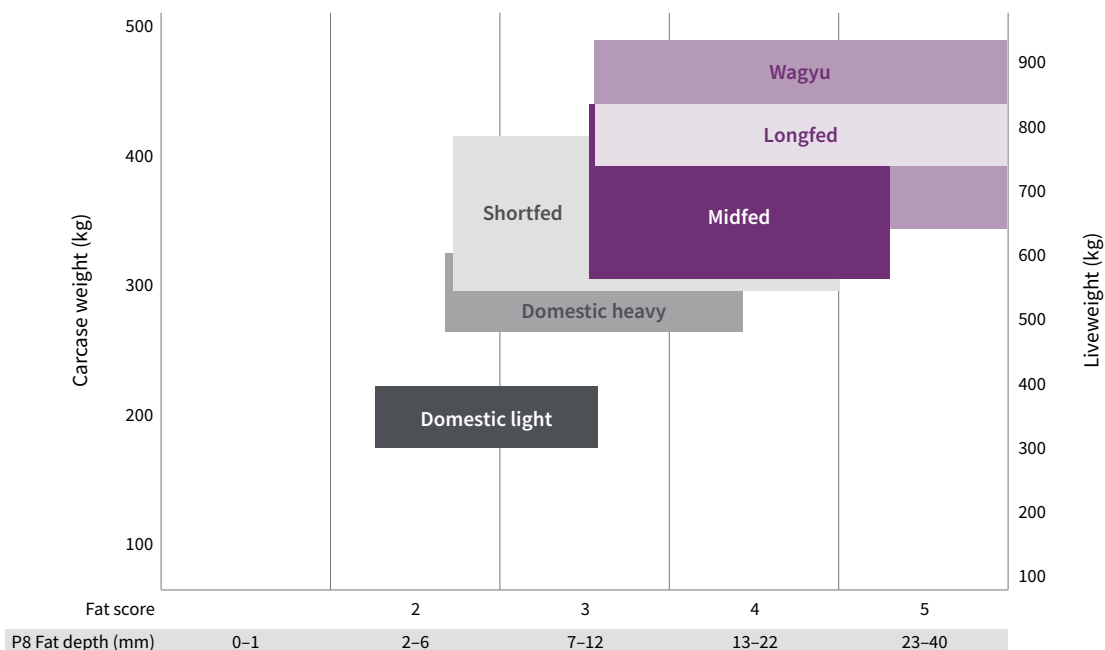 500
900
Wagyu
800
Longfed
400
700
Shortfed
Midfed
600
Carcase weight (kg)
Liveweight (kg)
300
Domestic heavy
500
400
200
Domestic light
300
200
100
100
Fat score 2 3 4 5
P8 Fat depth (mm) 0–1 2–6 7–12 13–22 23–40